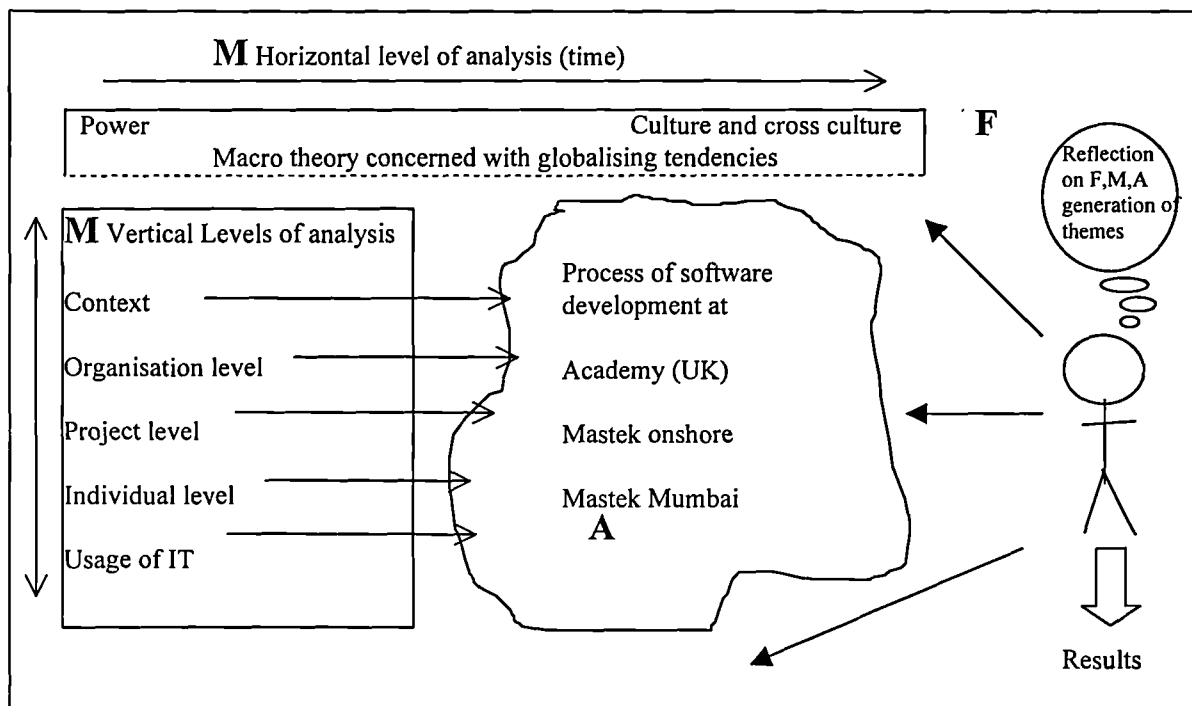 M Horizontal level of analysis (time)
Power Culture and cross culture
Macro theory concerned with globalising tendencies
F
Reflection
on F,M,A
generation of
themes
M Vertical Levels of analysis
Context
Organisation level
Project level
Individual level
Usage of IT
Process of software
development at
Academy (UK)
Mastek onshore
Mastek Mumbai
A
Results